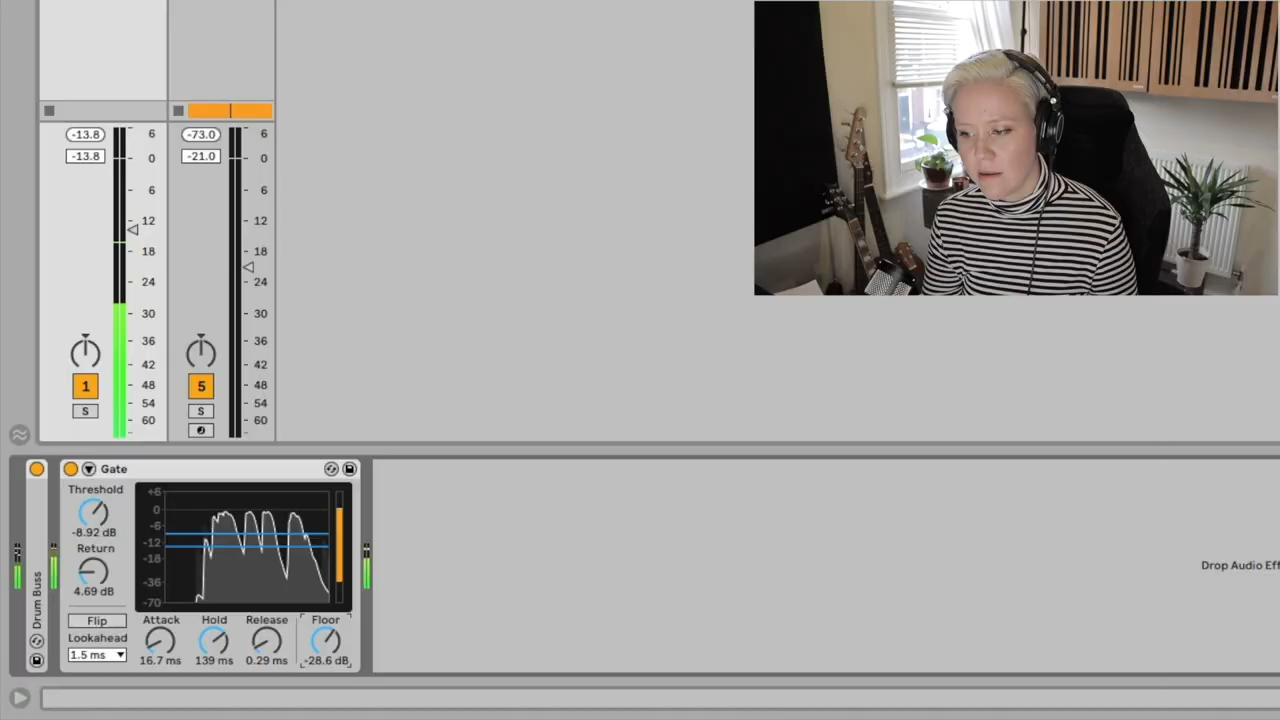 -13.8
-13.8
6
0
6
12
18
24
30
36
42
48
54
60
1
S
-73.0
-21.0
6
0
6
12
18
24
30
36
42
48
54
60
5
S
Drum Buss
Gate
Threshold
-8.92 dB
Return
4.69 dB
Flip
Lookahead
1.5 ms
+6
0
-6
-12
-18
-36
-70
Attack
Hold
Release
Floor
16.7 ms
139 ms
0.29 ms
-28.6 dB
Drop Audio Eff